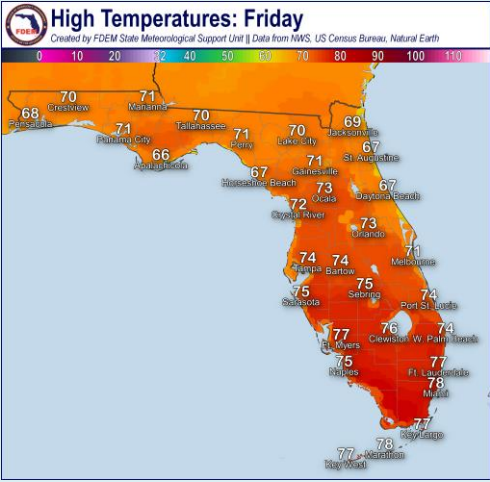 High Temperatures: Friday
Created by FDEM State Meteorological Support Unit || Data from NWS, US Census Bureau, Natural Earth
FDEM
0 10 20 32 40 50 60 70 80 90 100 110
70
Crestview
71
Marianna
68
Pensacola
70
Tallahassee
71
Panama City
71
Perry
70
Lake City
69
Jacksonville
66
Apalachicola
67
St. Augustine
67
Horseshoe Beach
71
Gainesville
73
Ocala
67
Daytona Beach
72
Crystal River
73
Orlando
71
Melbourne
74
Tampa
74
Bartow
75
Sarasota
75
Sebring
74
Port St. Lucie
77
Ft. Myers
76
Clewiston
74
W. Palm Beach
75
Naples
77
Ft. Lauderdale
78
Miami
77
Key Largo
78
Marathon
77
Key West